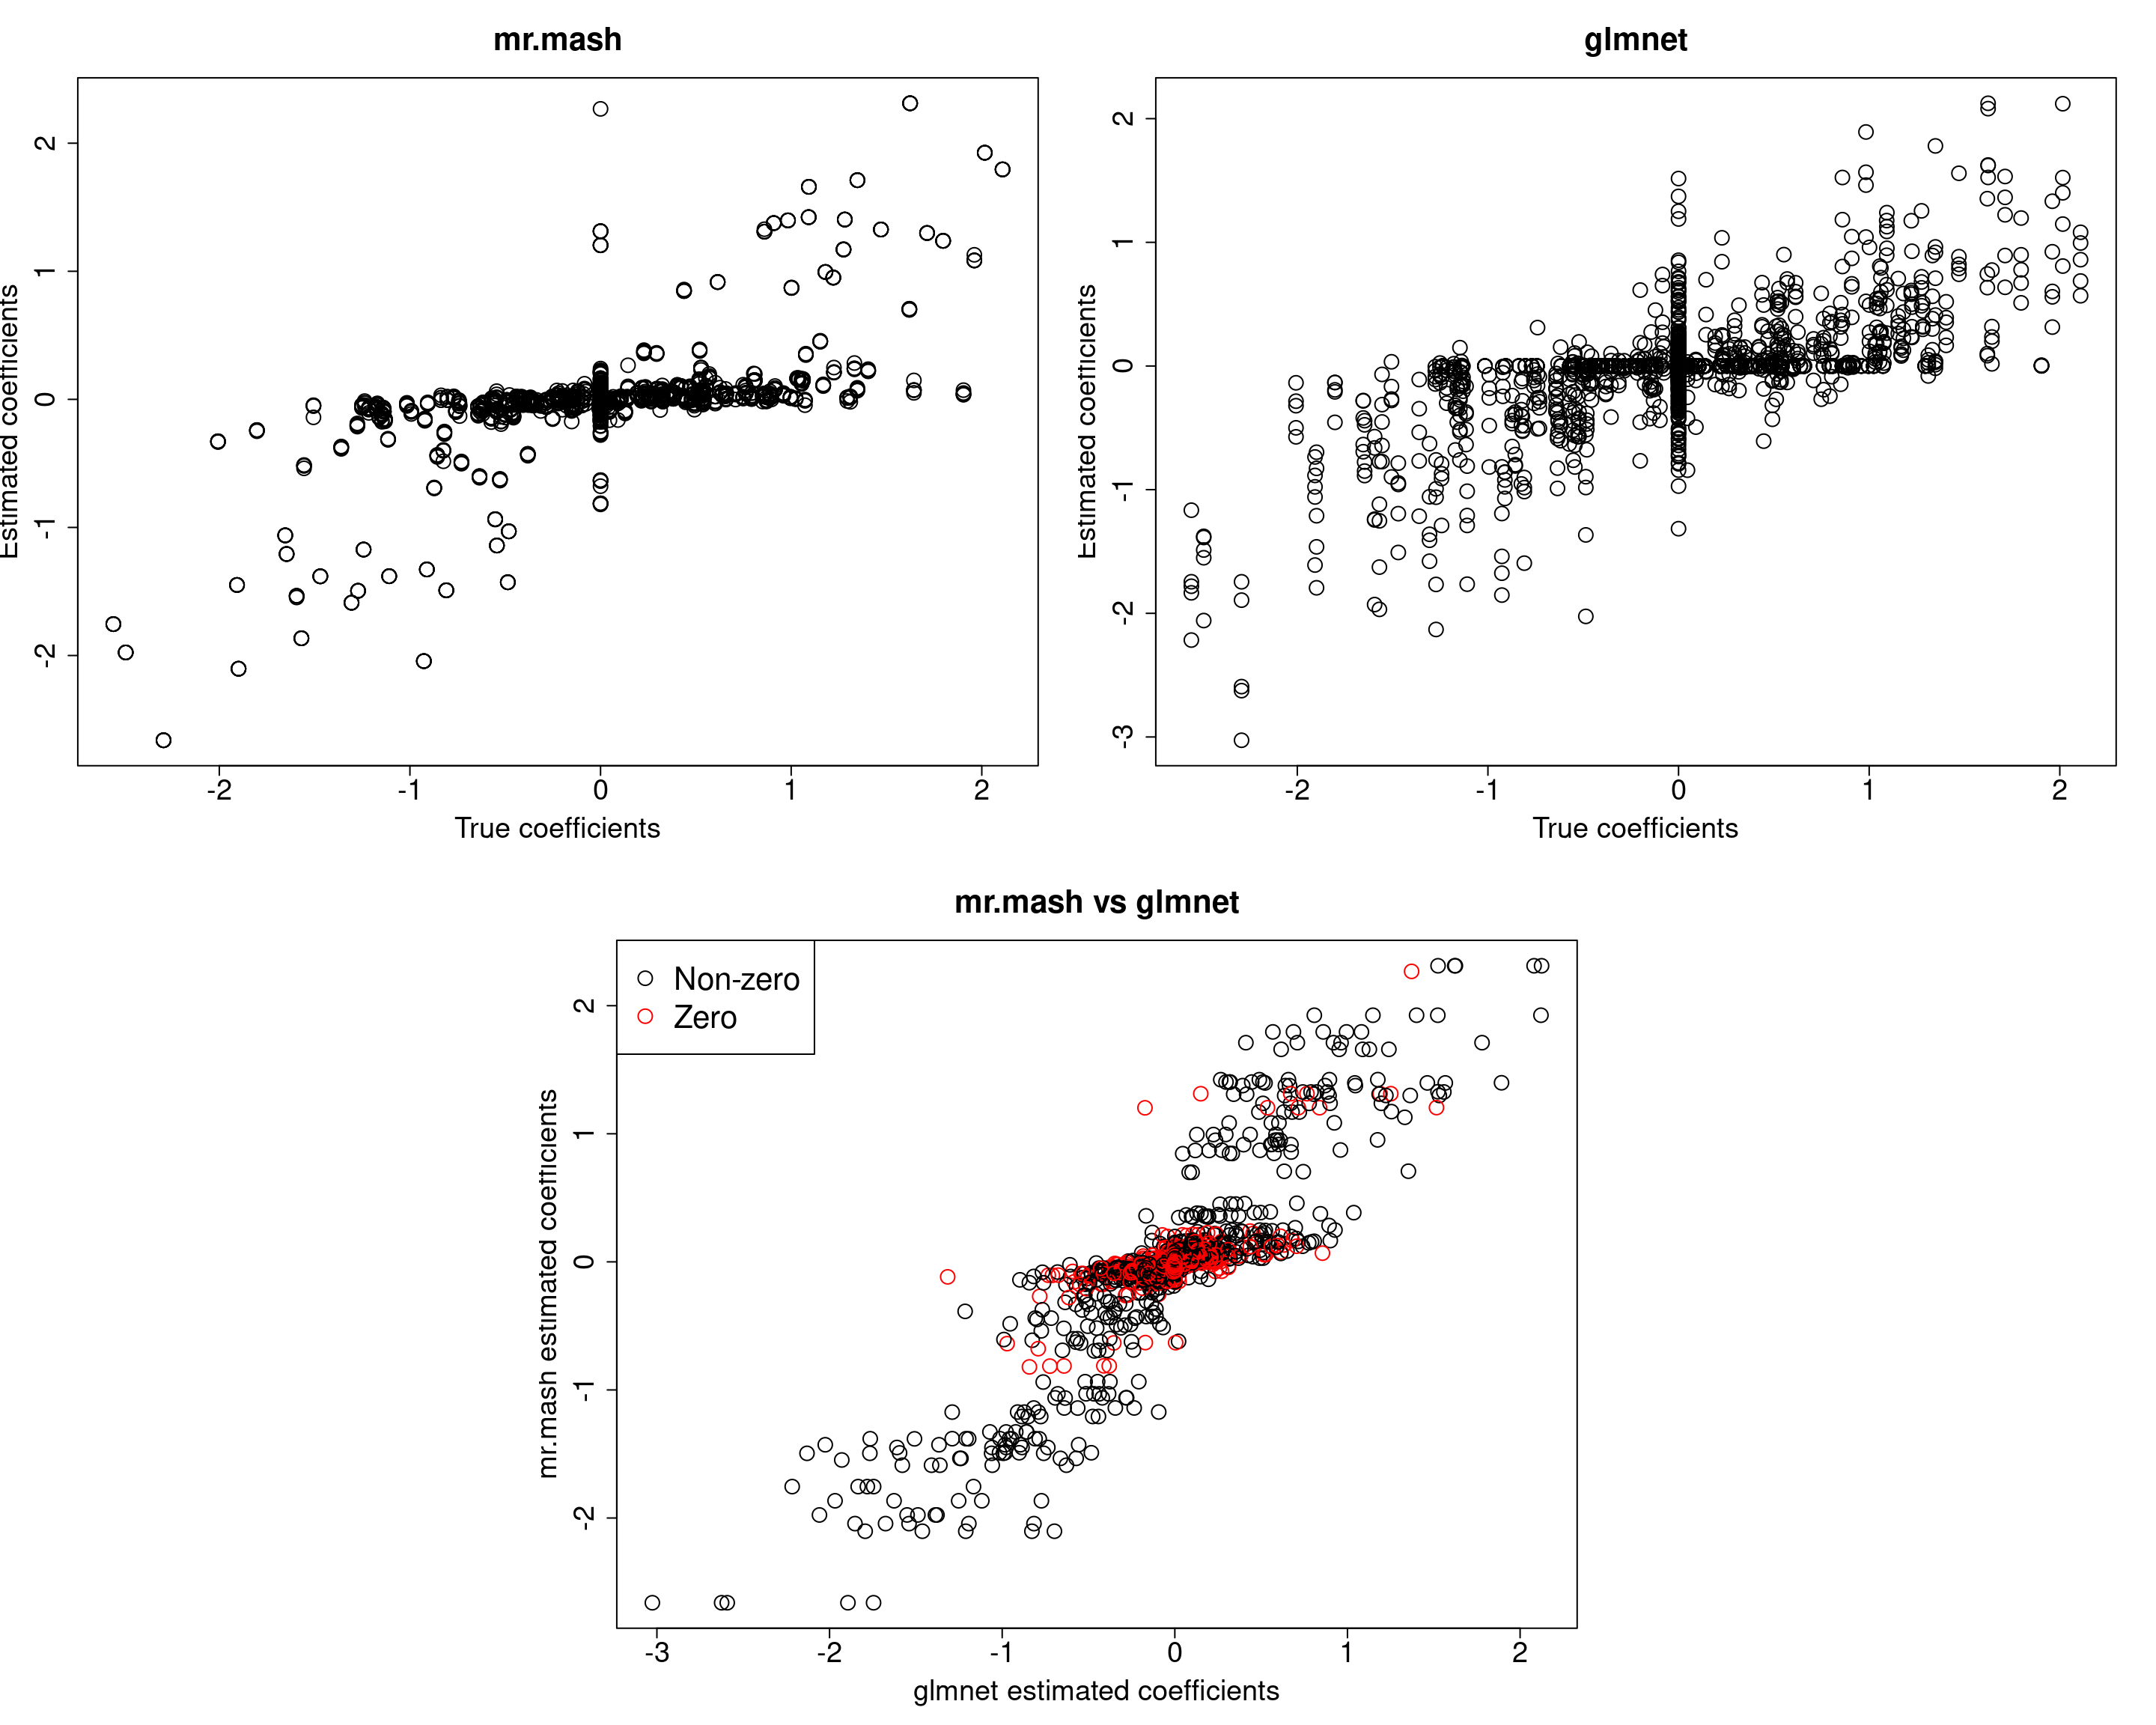 mr.mash
Estimated coefficients
2
1
0
-1
-2
-2
-1
0
1
2
True coefficients
glmnet
Estimated coefficients
2
1
0
-1
-2
-3
-2
-1
0
1
2
True coefficients
mr.mash vs glmnet
Non-zero
Zero
mr.mash estimated coefficients
2
1
0
-1
-2
-3
-2
-1
0
1
2
glmnet estimated coefficients